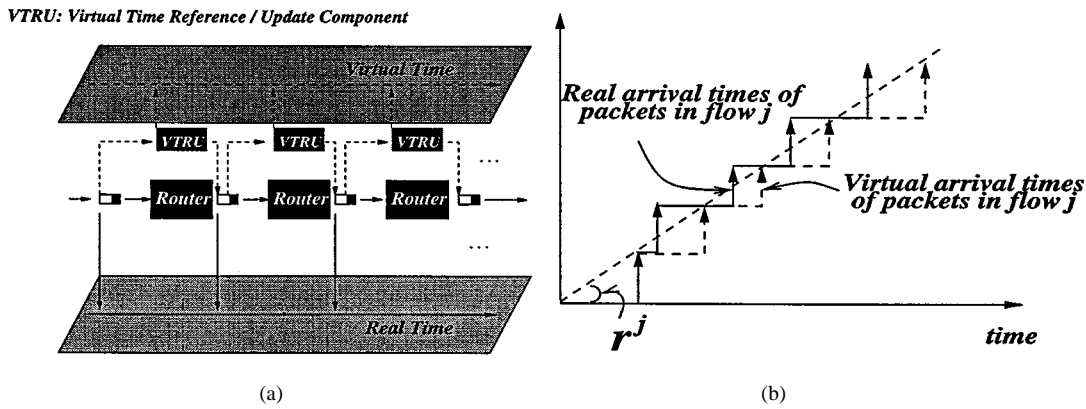 VTRU: Virtual Time Reference / Update Component
Virtual Time
VTRU
VTRU
VTRU
...
Router
Router
Router
...
Real Time
(a)
Real arrival times of
packets in flow j
Virtual arrival times
of packets in flow j
r^j
time
(b)